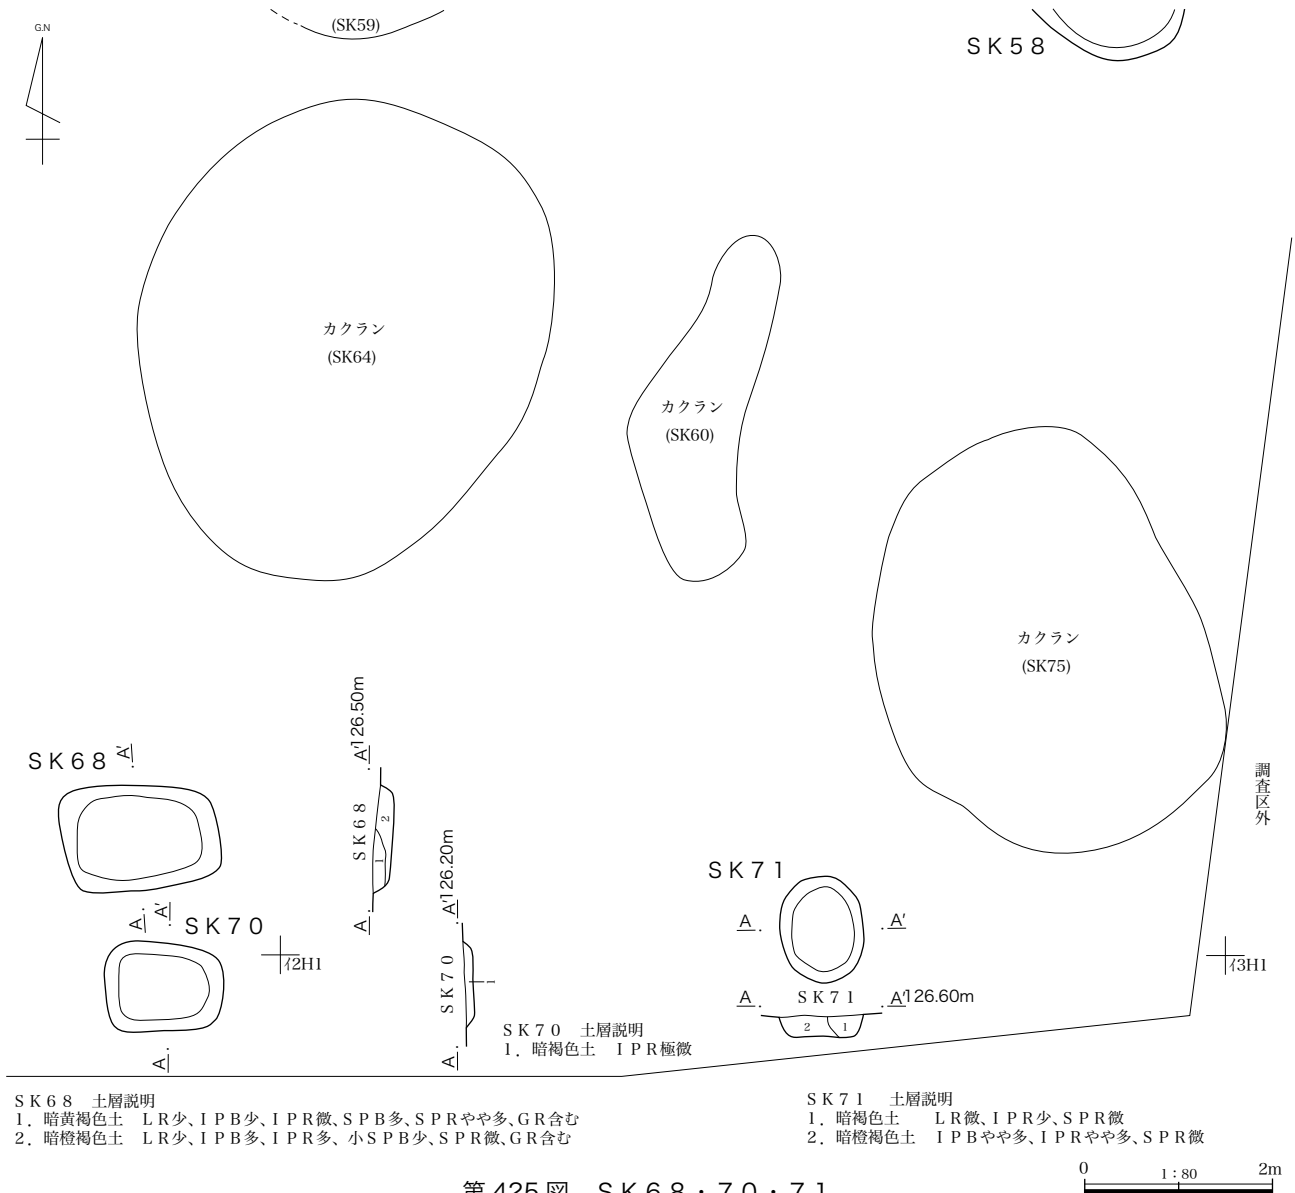 G.N
(SK59)
ＳＫ５８
カクラン
(SK64)
カクラン
(SK60)
カクラン
(SK75)
調査区外
ＳＫ６８
A'
A
A'126.50m
ＳＫ６８
2
1
A
ＳＫ７０
A'
A
イ2H1
A'126.20m
ＳＫ７０
1
A
ＳＫ７０　土層説明
１．暗褐色土　ＩＰＲ極微
ＳＫ７１
A
A'
A
ＳＫ７１
A'126.60m
2
1
イ3H1
ＳＫ６８　土層説明
１．暗黄褐色土　ＬＲ少、ＩＰＢ少、ＩＰＲ微、ＳＰＢ多、ＳＰＲやや多、ＧＲ含む
２．暗橙褐色土　ＬＲ少、ＩＰＢ多、ＩＰＲ多、小ＳＰＢ少、ＳＰＲ微、ＧＲ含む
ＳＫ７１　土層説明
１．暗褐色土　ＬＲ微、ＩＰＲ少、ＳＰＲ微
２．暗橙褐色土　ＩＰＢやや多、ＩＰＲやや多、ＳＰＲ微
0
1：80
2m
第 425 図　ＳＫ６８・７０・７１